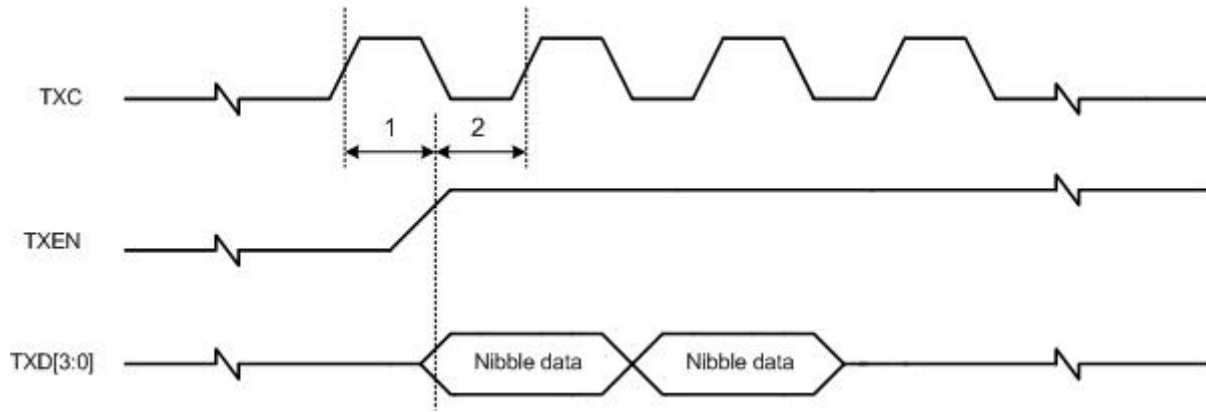 TXC
1 2
TXEN
TXD[3:0]
Nibble data Nibble data